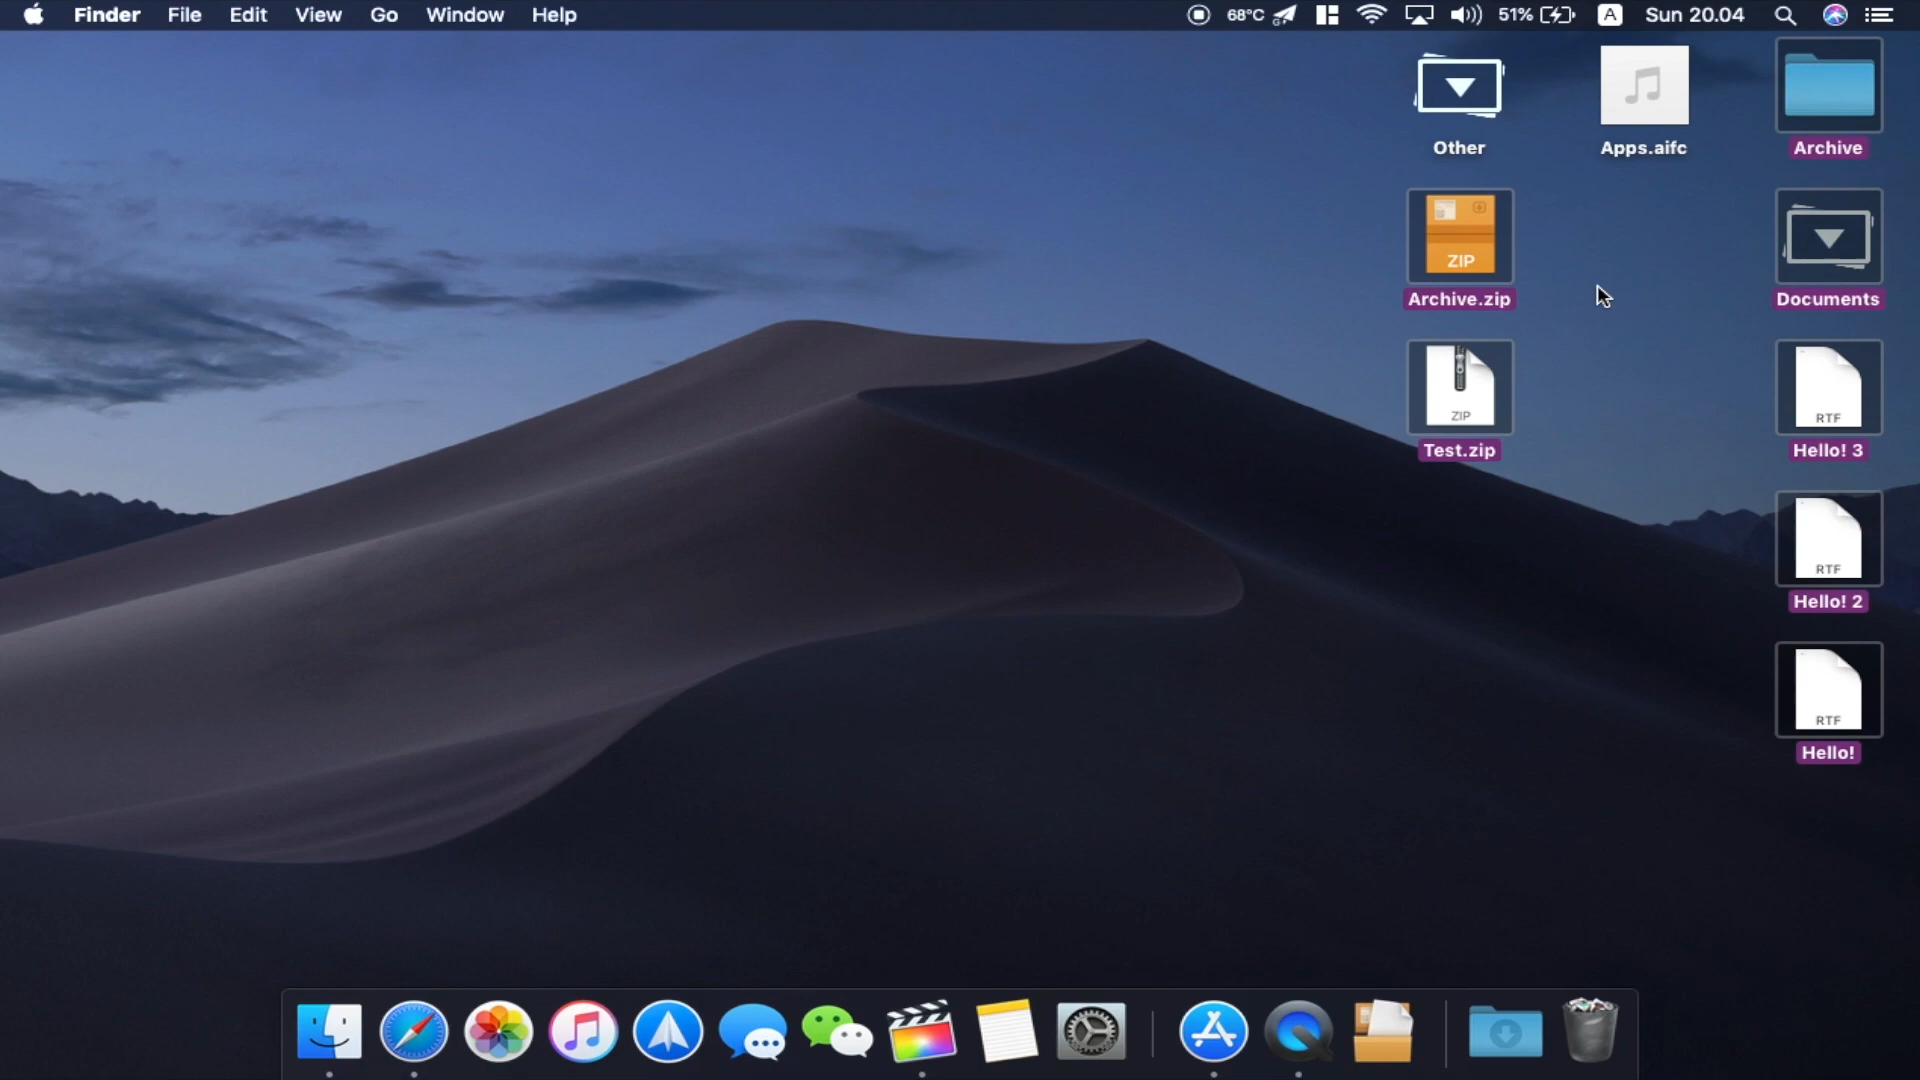 Finder File Edit View Go Window Help 68°C 51% A Sun 20.04
Other Apps.aifc Archive
ZIP
Archive.zip Documents
ZIP RTF
Test.zip Hello! 3
RTF
Hello! 2
RTF
Hello!